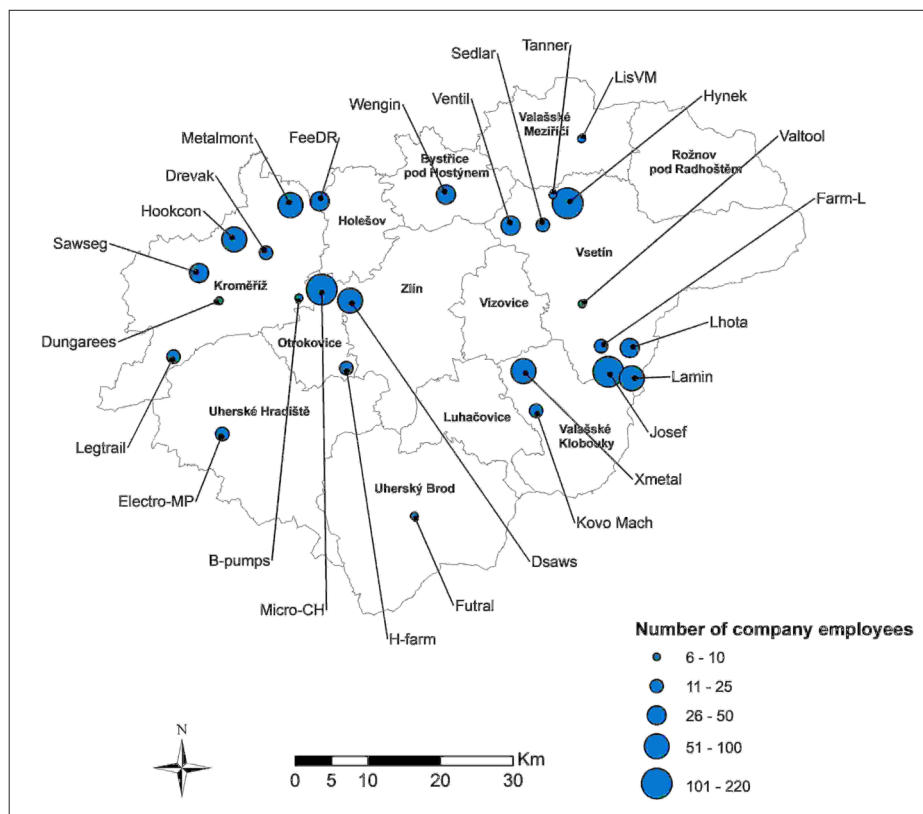 Tanner
Sedlar
LisVM
Ventil
Hynek
Wengin
Valašské
Meziříčí
Valtool
Metalmont
FeeDR
Bystřice
pod Hostýnem
Rožnov
pod Radhoštěm
Drevak
Farm-L
Hookcon
Holešov
Sawseg
Vsetín
Kroměříž
Zlín
Vizovice
Lhota
Dungarees
Otrokovice
Lamin
Uherské Hradiště
Luhačovice
Valašské
Klobouky
Josef
Legtrail
Xmetal
Electro-MP
Uherský Brod
Kovo Mach
B-pumps
Dsaws
Micro-CH
Futral
H-farm
Number of company employees
6 - 10
11 - 25
26 - 50
51 - 100
101 - 220
N
Km
0 5 10 20 30